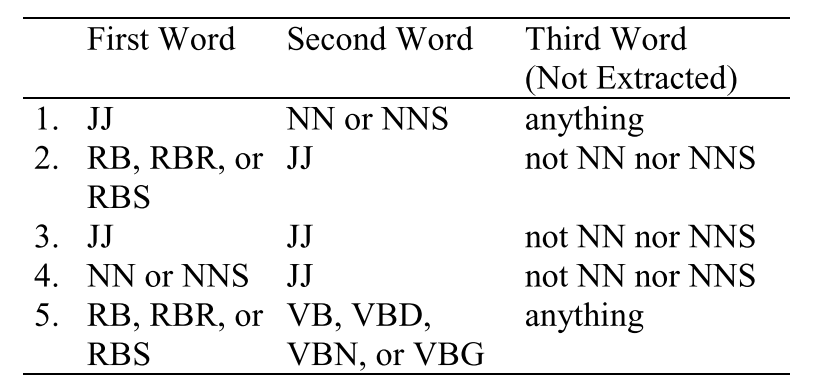 First Word Second Word Third Word
(Not Extracted)
1. JJ NN or NNS anything
2. RB, RBR, or JJ not NN nor NNS
RBS
3. JJ JJ not NN nor NNS
4. NN or NNS JJ not NN nor NNS
5. RB, RBR, or VB, VBD, anything
RBS VBN, or VBG